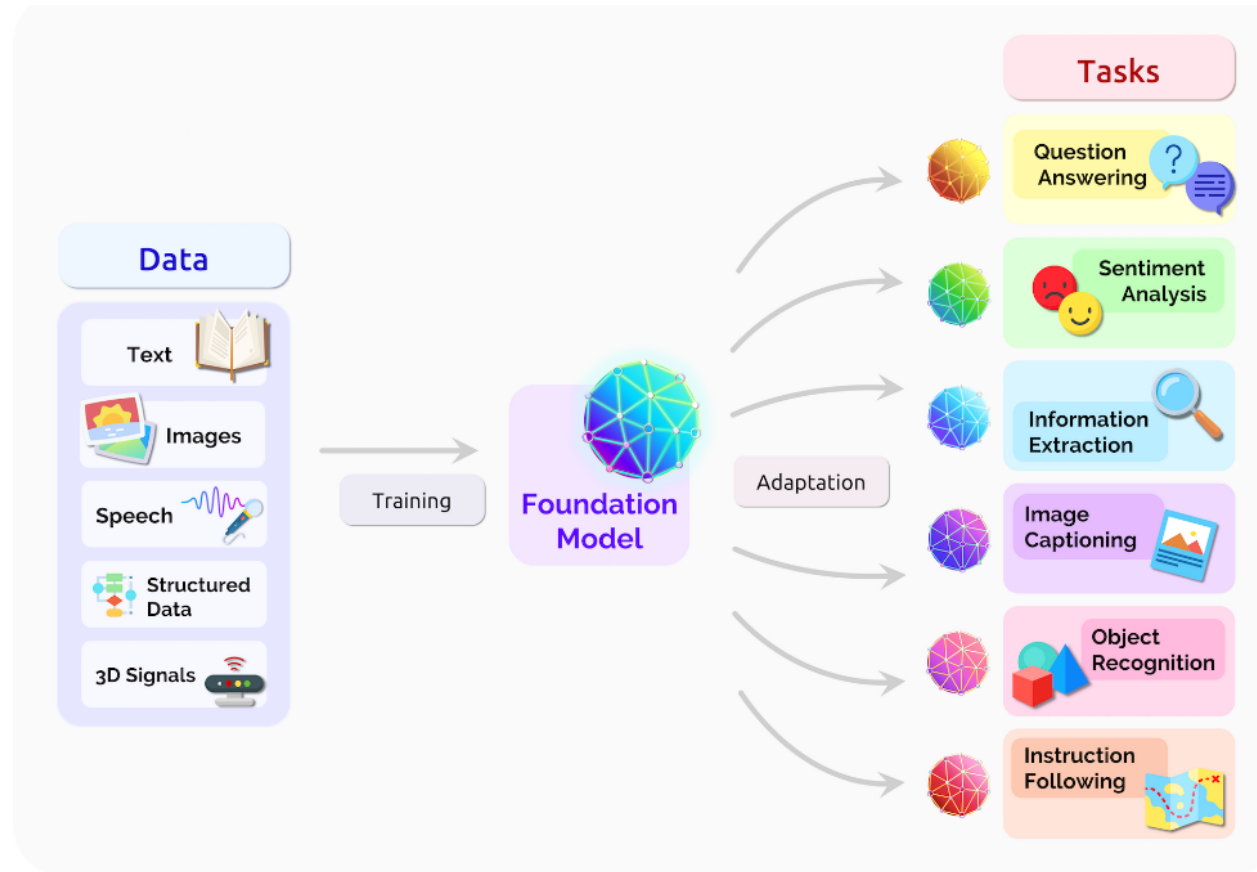 Data
Text
Images
Speech
Structured
Data
3D Signals
Training
Foundation
Model
Adaptation
Tasks
Question
Answering
?
Sentiment
Analysis
Information
Extraction
Image
Captioning
Object
Recognition
Instruction
Following